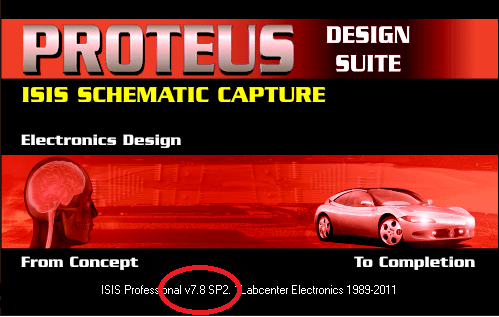 PROTEUS DESIGN SUITE
ISIS SCHEMATIC CAPTURE
Electronics Design
From Concept To Completion
ISIS Professional v7.8 SP2. Labcenter Electronics 1989-2011